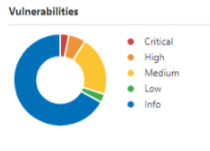 Vulnerabilities
Critical
High
Medium
Low
Info